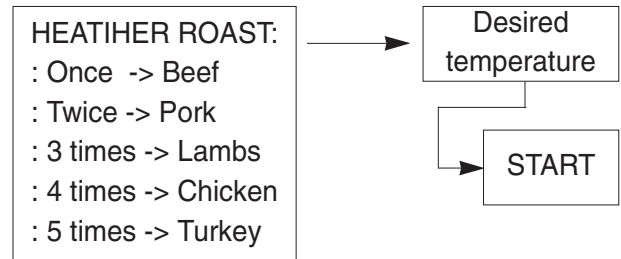 HEATIHER ROAST:
: Once -> Beef
: Twice -> Pork
: 3 times -> Lambs
: 4 times -> Chicken
: 5 times -> Turkey
Desired
temperature
START